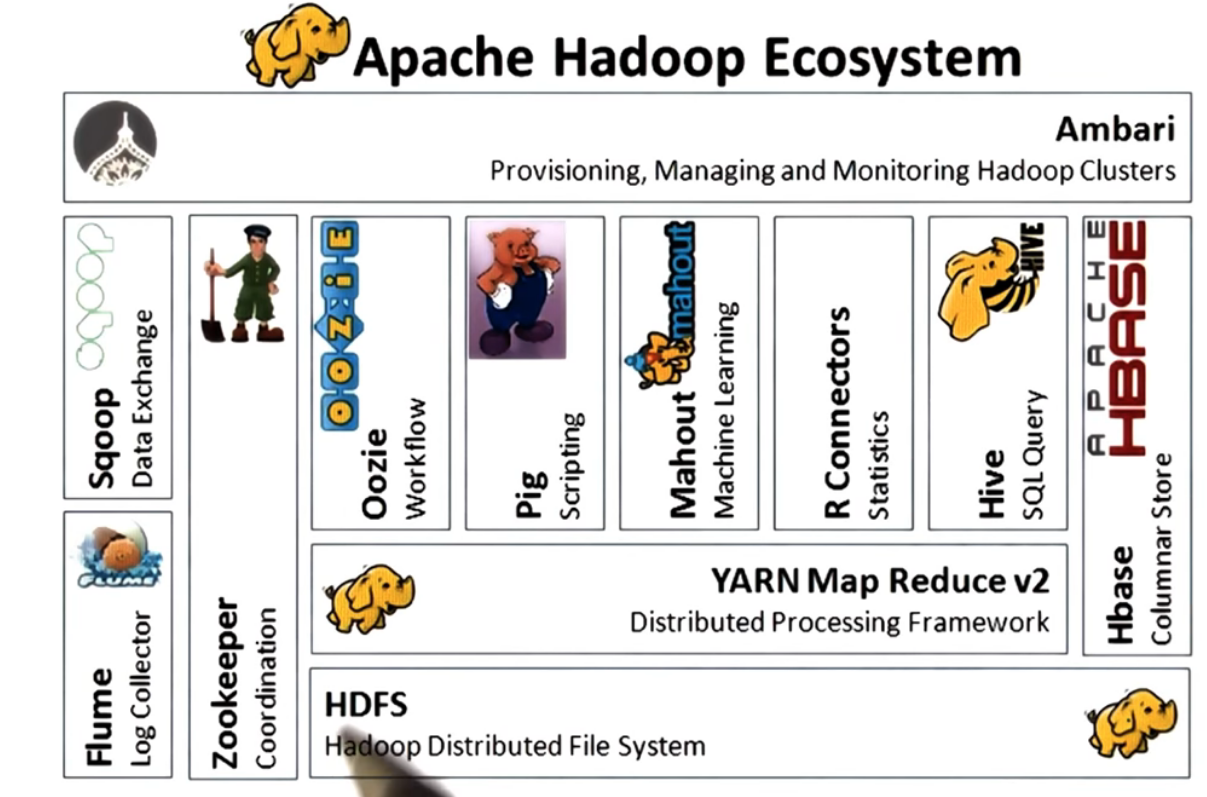 Apache Hadoop Ecosystem
Ambari
Provisioning, Managing and Monitoring Hadoop Clusters
sqoop
Sqoop
Data Exchange
FLUME
Flume
Log Collector
Zookeeper
Coordination
OOZIE
Oozie
Workflow
Pig
Scripting
mahout
Mahout
Machine Learning
R Connectors
Statistics
HIVE
Hive
SQL Query
APACHE
HBASE
Hbase
Columnar Store
YARN Map Reduce v2
Distributed Processing Framework
HDFS
Hadoop Distributed File System